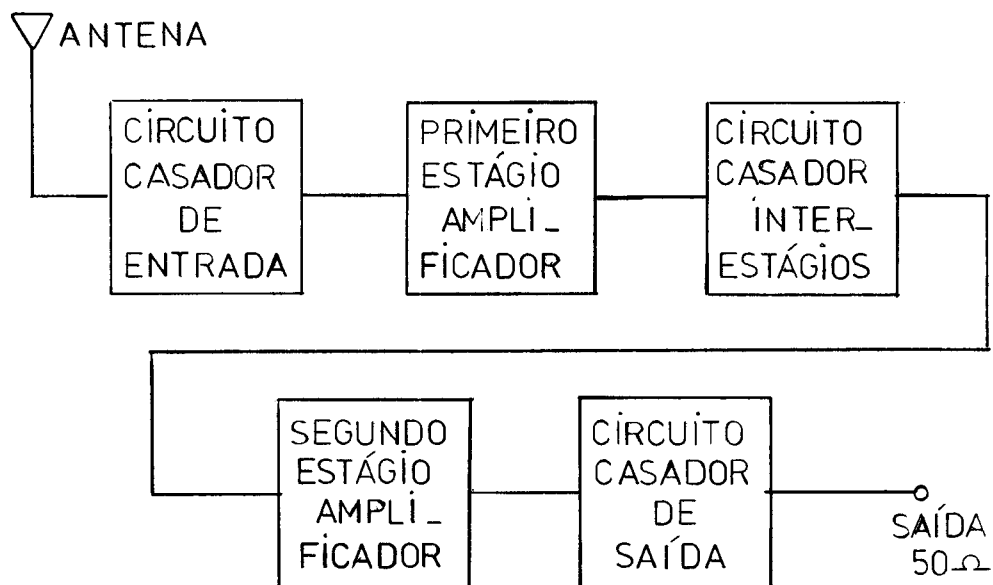 ANTENA
CIRCUITO
CASADOR
DE
ENTRADA
PRIMEIRO
ESTÁGIO
AMPLI_
FICADOR
CIRCUITO
CASADOR
INTER_
ESTÁGIOS
SEGUNDO
ESTÁGIO
AMPLI_
FICADOR
CIRCUITO
CASADOR
DE
SAÍDA
SAÍDA
50Ω